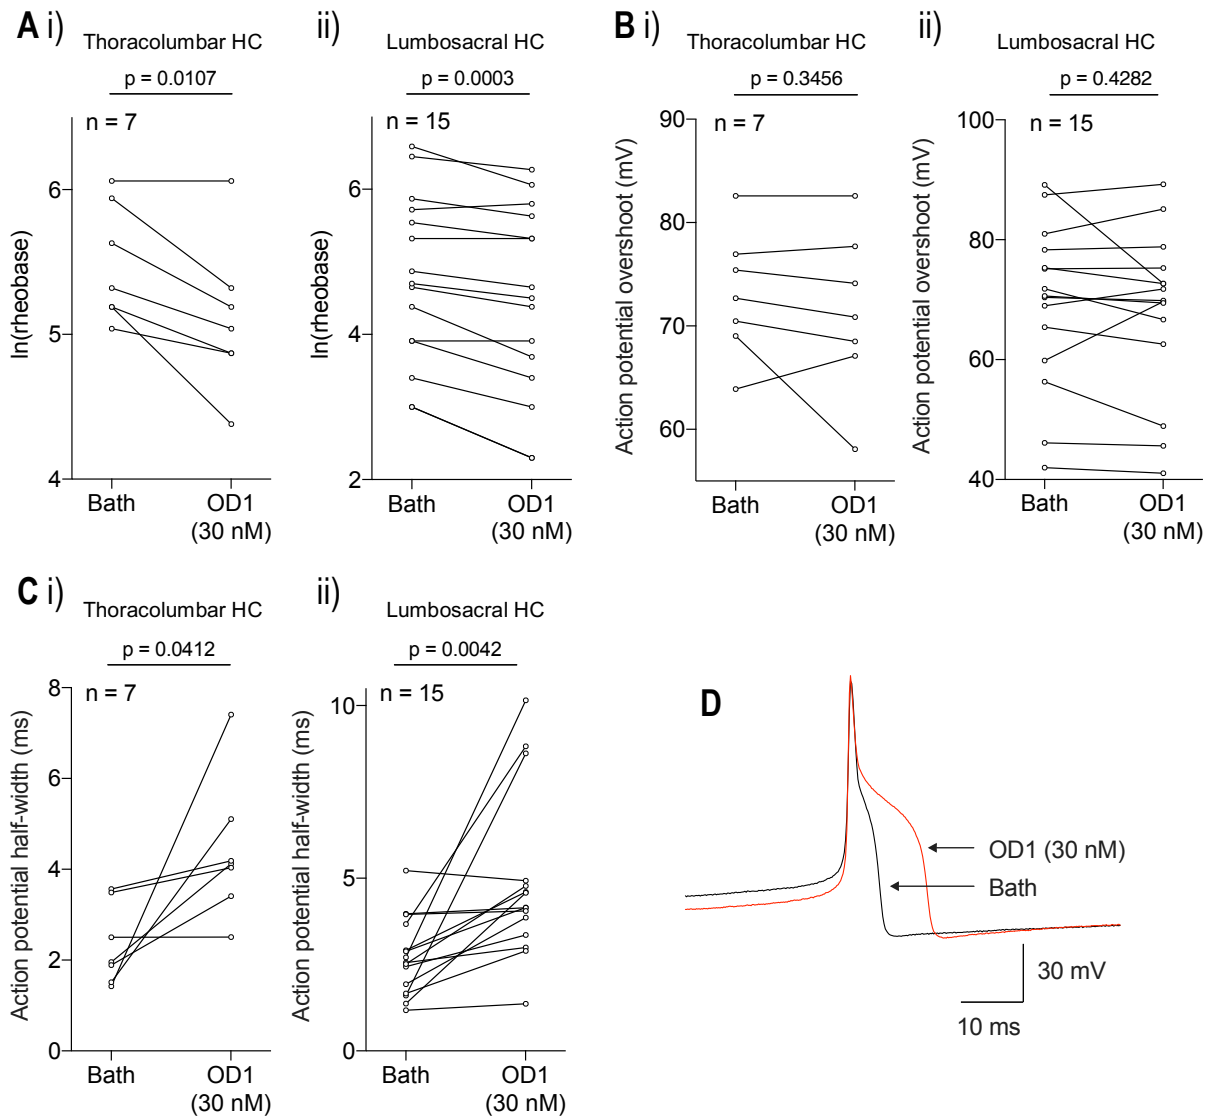 A i)
Thoracolumbar HC
p = 0.0107
n = 7
ln(rheobase)
6
5
4
Bath
OD1
(30 nM)
ii)
Lumbosacral HC
p = 0.0003
n = 15
ln(rheobase)
6
4
2
Bath
OD1
(30 nM)
B i)
Thoracolumbar HC
p = 0.3456
n = 7
Action potential overshoot (mV)
90
80
70
60
Bath
OD1
(30 nM)
ii)
Lumbosacral HC
p = 0.4282
n = 15
Action potential overshoot (mV)
100
80
60
40
Bath
OD1
(30 nM)
C i)
Thoracolumbar HC
p = 0.0412
n = 7
Action potential half-width (ms)
8
6
4
2
0
Bath
OD1
(30 nM)
ii)
Lumbosacral HC
p = 0.0042
n = 15
Action potential half-width (ms)
10
5
0
Bath
OD1
(30 nM)
D
OD1 (30 nM)
Bath
30 mV
10 ms